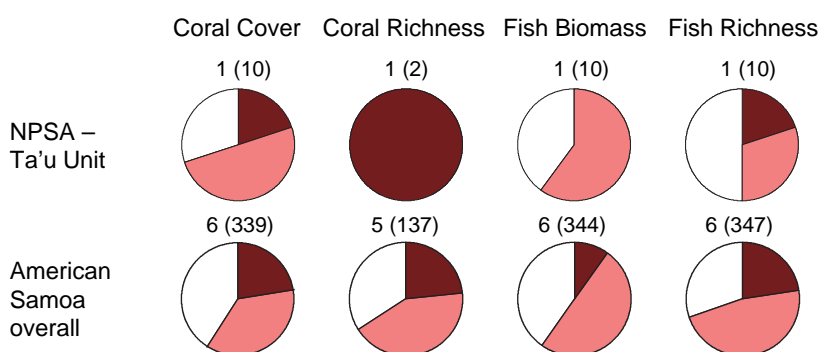 Coral Cover Coral Richness Fish Biomass Fish Richness
1 (10) 1 (2) 1 (10) 1 (10)
NPSA –
Ta'u Unit
6 (339) 5 (137) 6 (344) 6 (347)
American
Samoa
overall